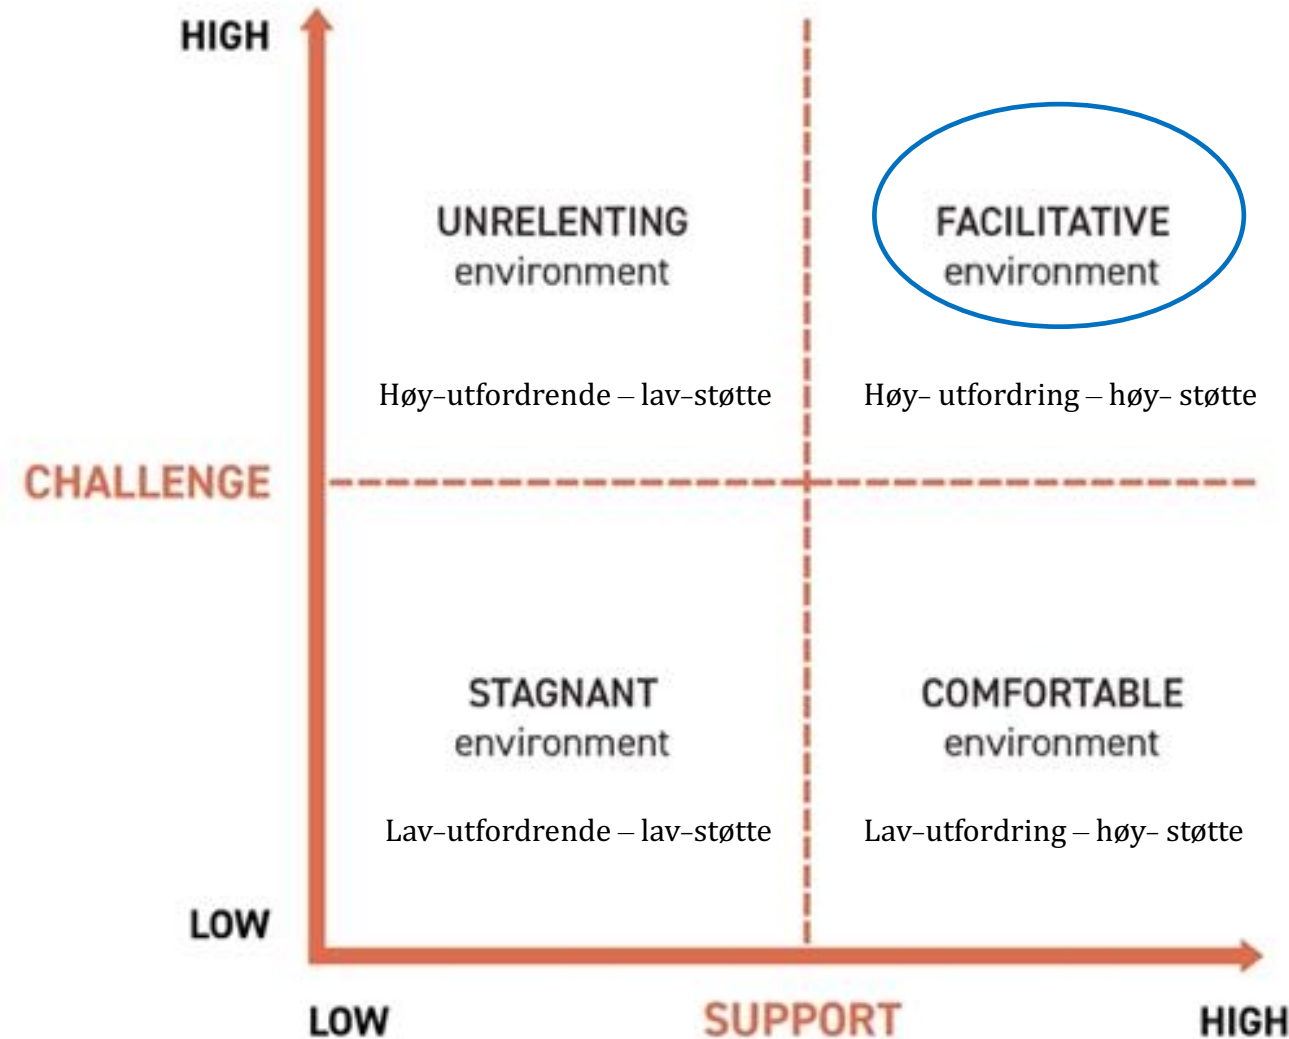 HIGH
UNRELENTING
environment
FACILITATIVE
environment
Høy–utfordrende – lav–støtte
Høy– utfordring – høy– støtte
CHALLENGE
STAGNANT
environment
COMFORTABLE
environment
Lav–utfordrende – lav–støtte
Lav–utfordring – høy– støtte
LOW
LOW
SUPPORT
HIGH